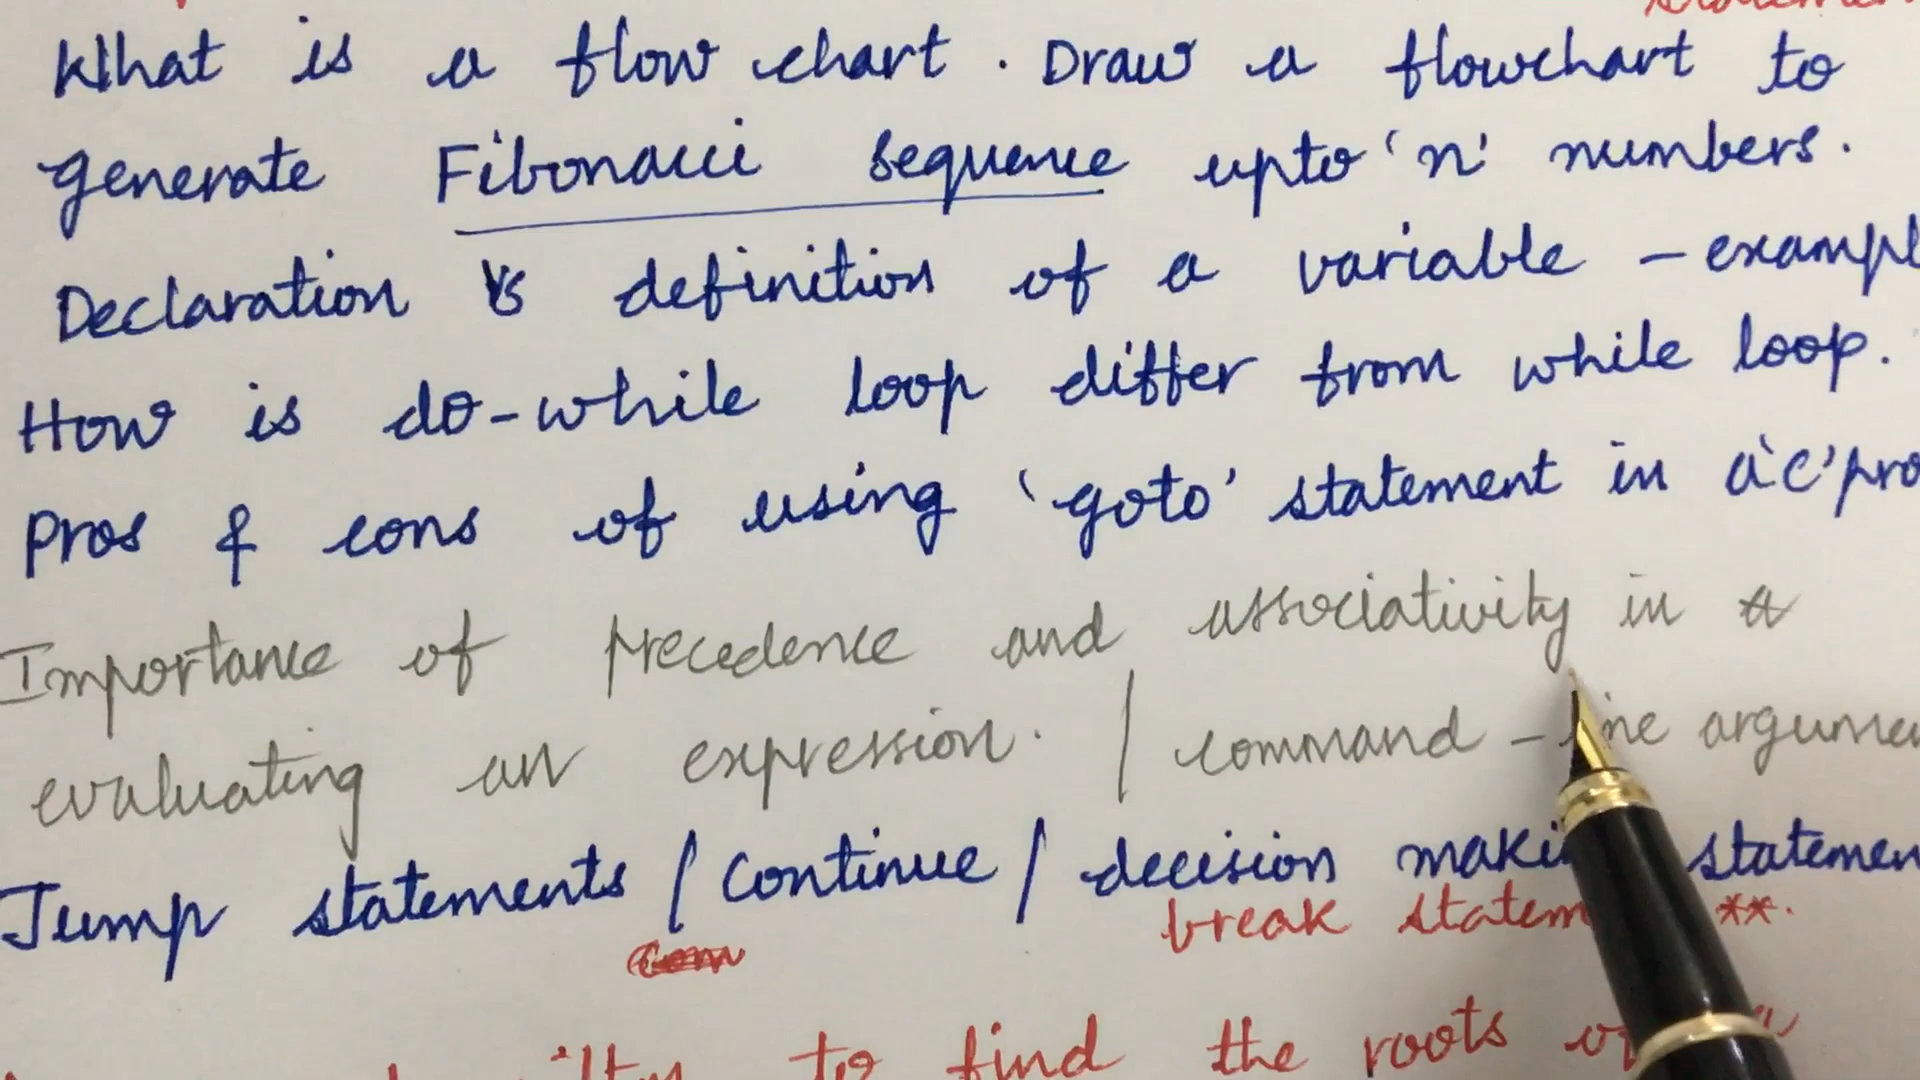 What is a flow chart. Draw a flowchart to
generate Fibonacci sequence upto 'n' numbers.
Declaration Vs definition of a variable - exampl
How is do-while loop differ from while loop.
Pros & cons of using 'goto' statement in a 'C' pro
Importance of precedence and associativity in a
evaluating an expression. | command - ine argume
Jump statements / Continue / decision maki statemen
break statem **.
to find the roots of a